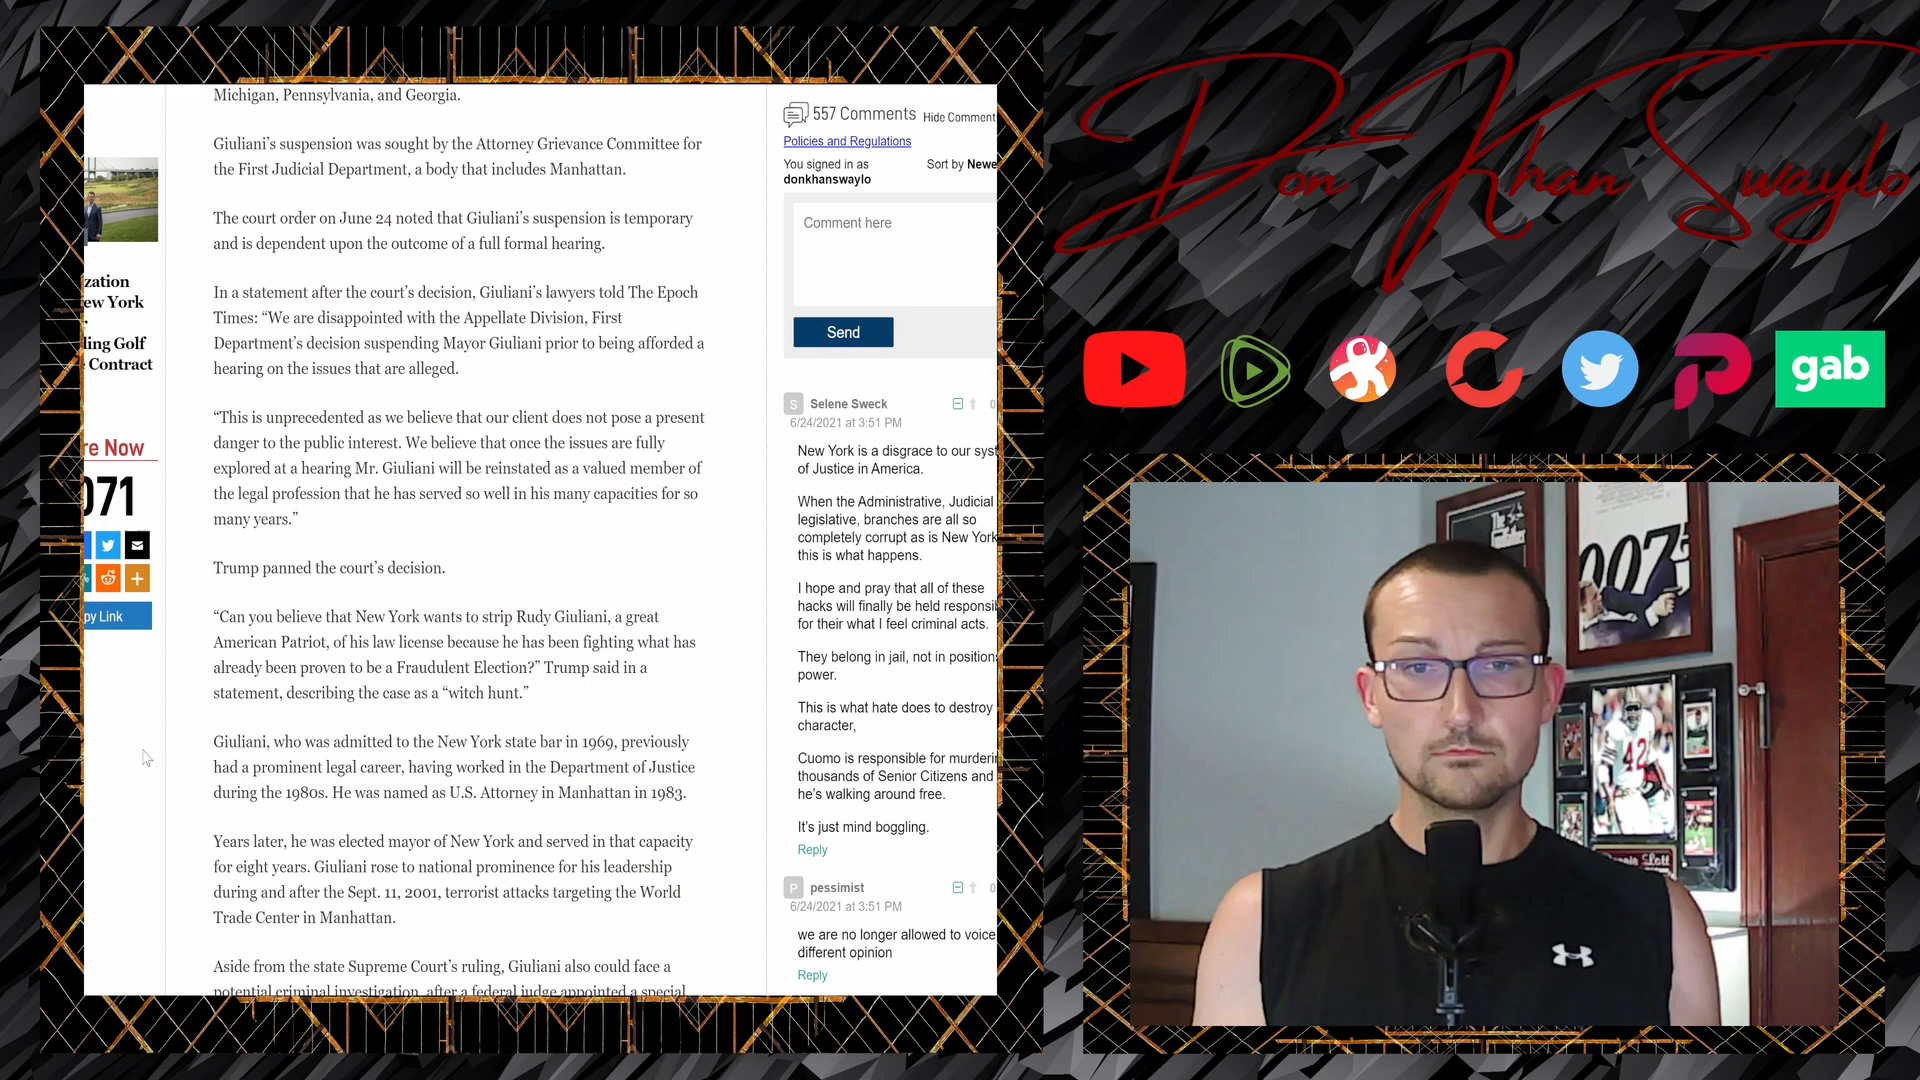 Michigan, Pennsylvania, and Georgia.
Giuliani’s suspension was sought by the Attorney Grievance Committee for
the First Judicial Department, a body that includes Manhattan.
The court order on June 24 noted that Giuliani’s suspension is temporary
and is dependent upon the outcome of a full formal hearing.
In a statement after the court’s decision, Giuliani’s lawyers told The Epoch
Times: “We are disappointed with the Appellate Division, First
Department’s decision suspending Mayor Giuliani prior to being afforded a
hearing on the issues that are alleged.
“This is unprecedented as we believe that our client does not pose a present
danger to the public interest. We believe that once the issues are fully
explored at a hearing Mr. Giuliani will be reinstated as a valued member of
the legal profession that he has served so well in his many capacities for so
many years.”
Trump panned the court’s decision.
“Can you believe that New York wants to strip Rudy Giuliani, a great
American Patriot, of his law license because he has been fighting what has
already been proven to be a Fraudulent Election?” Trump said in a
statement, describing the case as a “witch hunt.”
Giuliani, who was admitted to the New York state bar in 1969, previously
had a prominent legal career, having worked in the Department of Justice
during the 1980s. He was named as U.S. Attorney in Manhattan in 1983.
Years later, he was elected mayor of New York and served in that capacity
for eight years. Giuliani rose to national prominence for his leadership
during and after the Sept. 11, 2001, terrorist attacks targeting the World
Trade Center in Manhattan.
Aside from the state Supreme Court’s ruling, Giuliani also could face a
potential criminal investigation, after a federal judge appointed a special
zation
ew York
ling Golf
Contract
re Now
071
py Link
557 Comments Hide Comment
Policies and Regulations
You signed in as Sort by Newe
donkhanswaylo
Comment here
Send
S Selene Sweck 0
6/24/2021 at 3:51 PM
New York is a disgrace to our syst
of Justice in America.
When the Administrative, Judicial
legislative, branches are all so
completely corrupt as is New York
this is what happens.
I hope and pray that all of these
hacks will finally be held responsi
for their what I feel criminal acts.
They belong in jail, not in position
power.
This is what hate does to destroy
character,
Cuomo is responsible for murderi
thousands of Senior Citizens and
he’s walking around free.
It’s just mind boggling.
Reply
P pessimist 0
6/24/2021 at 3:51 PM
we are no longer allowed to voice
different opinion
Reply
Don Khan Swaylo
gab
The
007
42
Lott